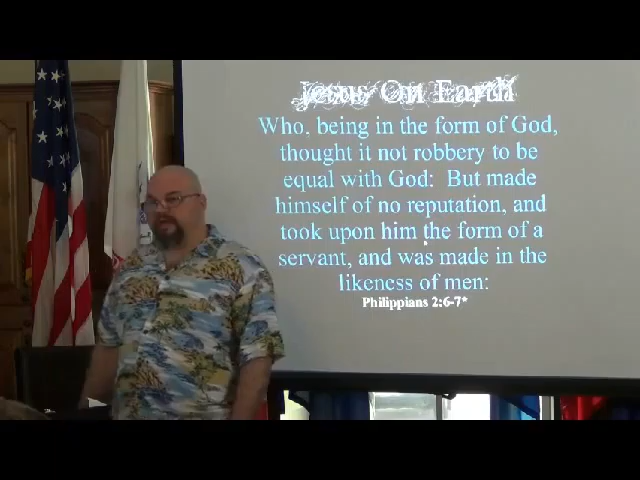 Jesus On Earth
Who, being in the form of God,
thought it not robbery to be
equal with God: But made
himself of no reputation, and
took upon him the form of a
servant, and was made in the
likeness of men:
Philippians 2:6-7*